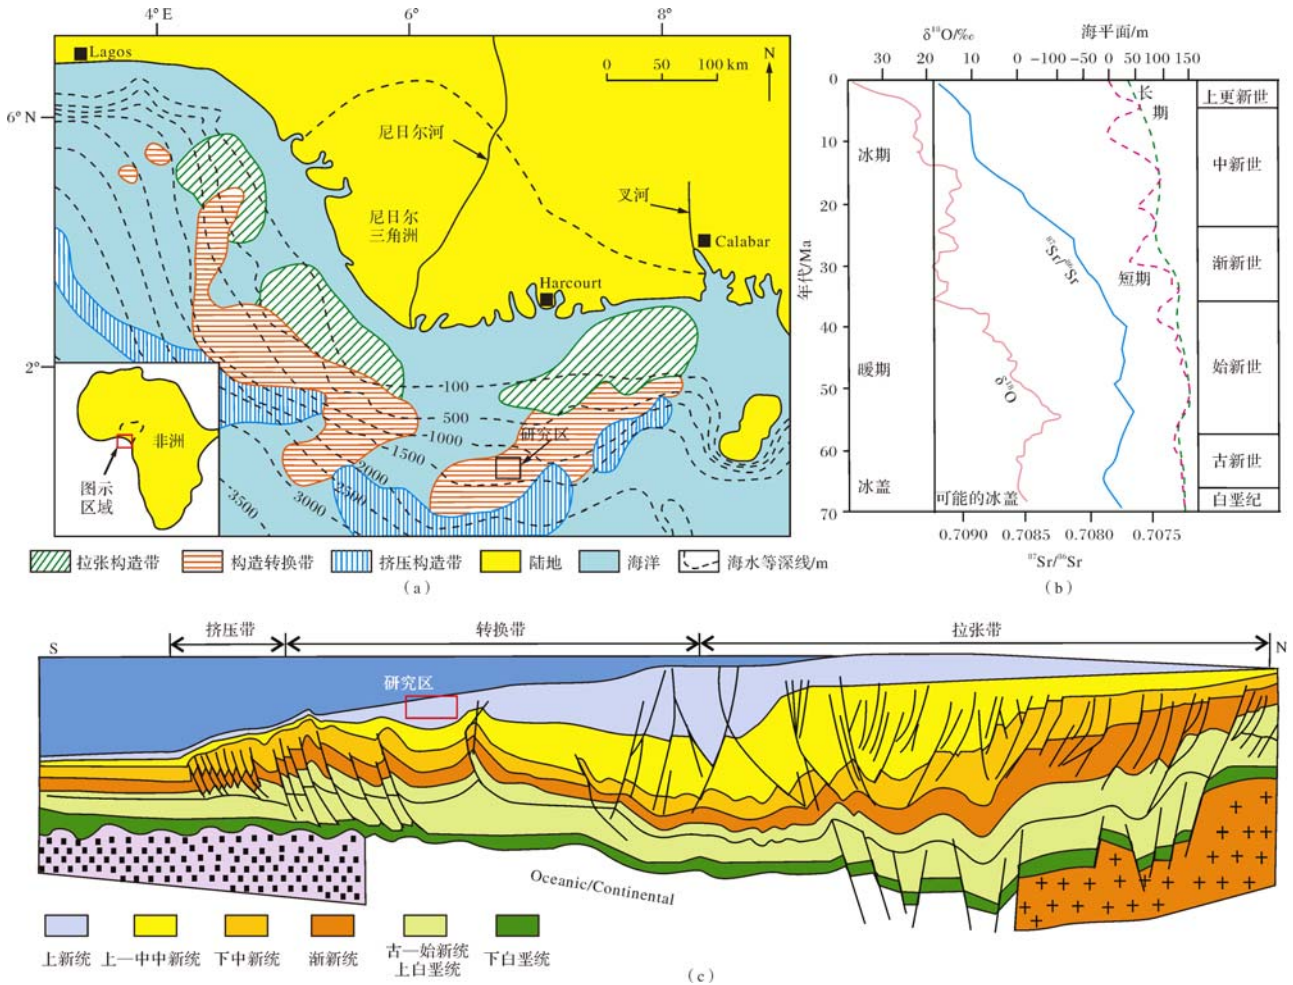 4° E
6°
8°
Lagos
0
50
100 km
N
6° N
尼日尔河
叉河
尼日尔
三角洲
Calabar
Harcourt
2°
100
500
1000
研究区
1500
2000
2500
3000
3500
非洲
图示
区域
拉张构造带
构造转换带
挤压构造带
陆地
海洋
海水等深线/m
(a)
δ¹⁸O/‰
海平面/m
30
20
10
0
-100
-50
0
50
100
150
0
10
20
30
40
50
60
70
年代/Ma
冰期
暖期
冰盖
可能的冰盖
⁸⁷Sr/⁸⁶Sr
δ¹⁸O
长
期
短期
上更新世
中新世
渐新世
始新世
古新世
白垩纪
0.7090
0.7085
0.7080
0.7075
⁸⁷Sr/⁸⁶Sr
(b)
S
挤压带
转换带
拉张带
N
研究区
Oceanic/Continental
上新统
上—中中新统
下中新统
渐新统
古—始新统
上白垩统
下白垩统
(c)